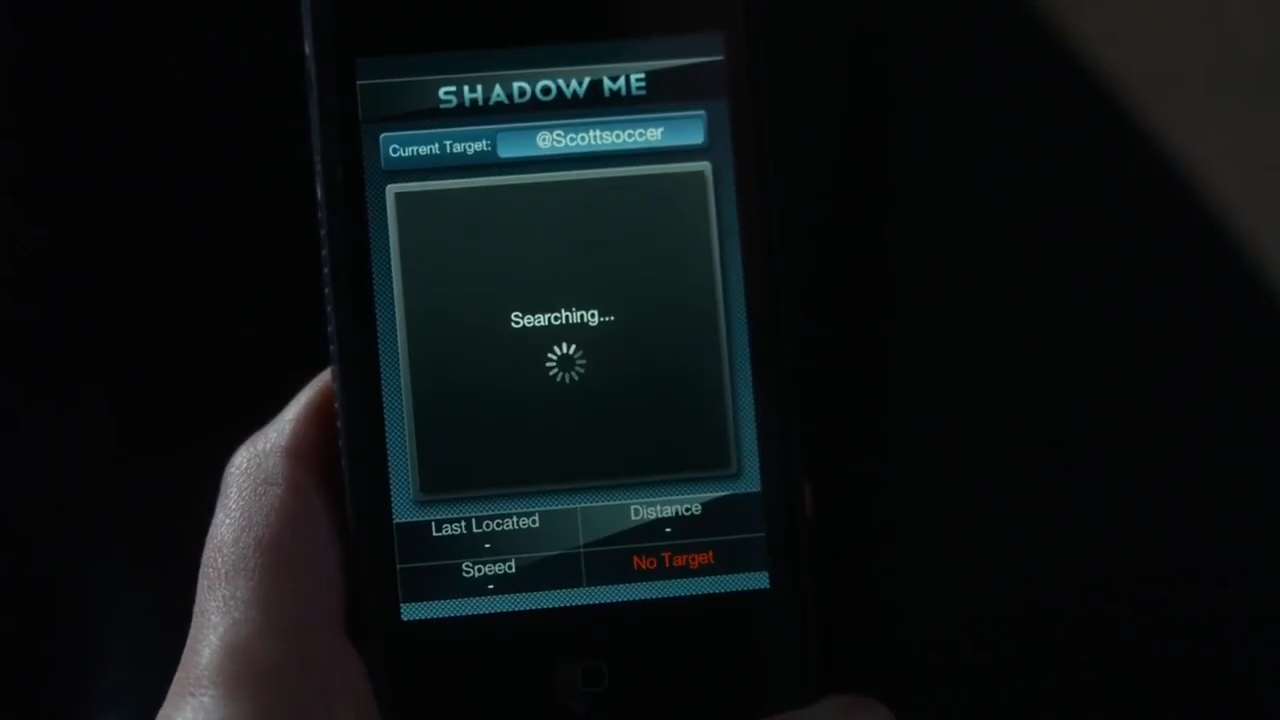 SHADOW ME
Current Target: @Scottsoccer
Searching...
Last Located
-
Distance
-
Speed
-
No Target